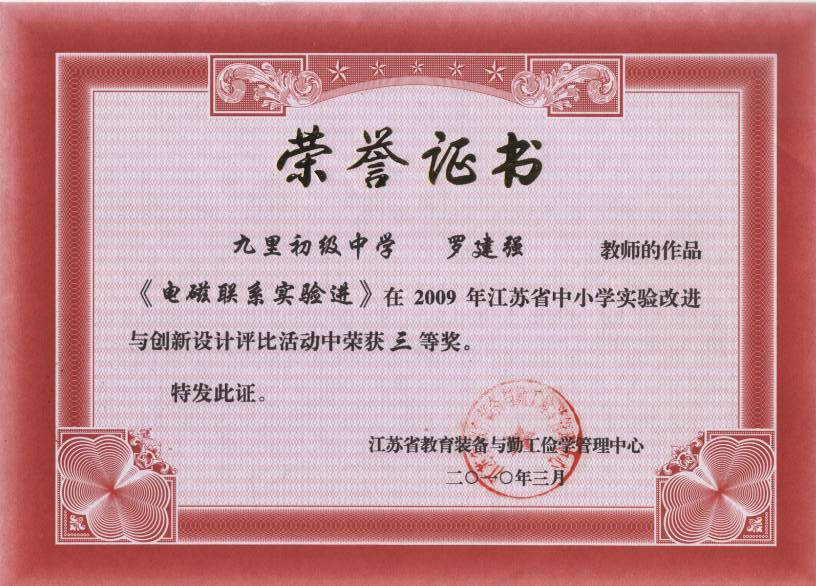 荣誉证书
九里初级中学 罗建强 教师的作品
《电磁联系实验进》在 2009 年江苏省中小学实验改进
与创新设计评比活动中荣获 三 等奖。
特发此证。
江苏省教育装备与勤工俭学管理中心
二〇一〇年三月